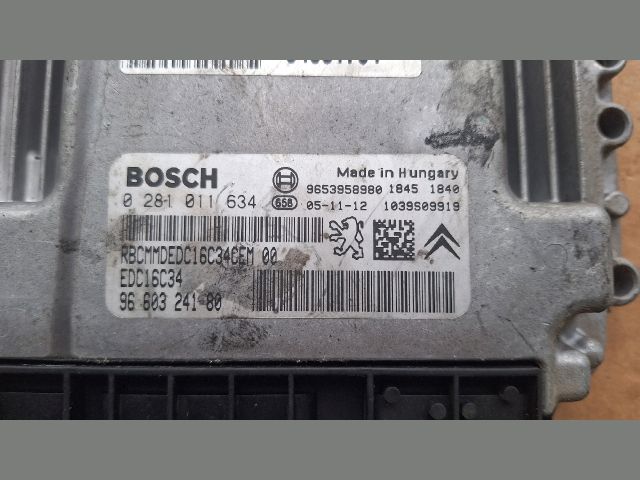 BOSCH
Made in Hungary
9653958980 1845 1840
0 281 011 634 658 05-11-12 1039S09919
RBCMMDEDC16C34CEM 00
EDC16C34
96 603 241-80